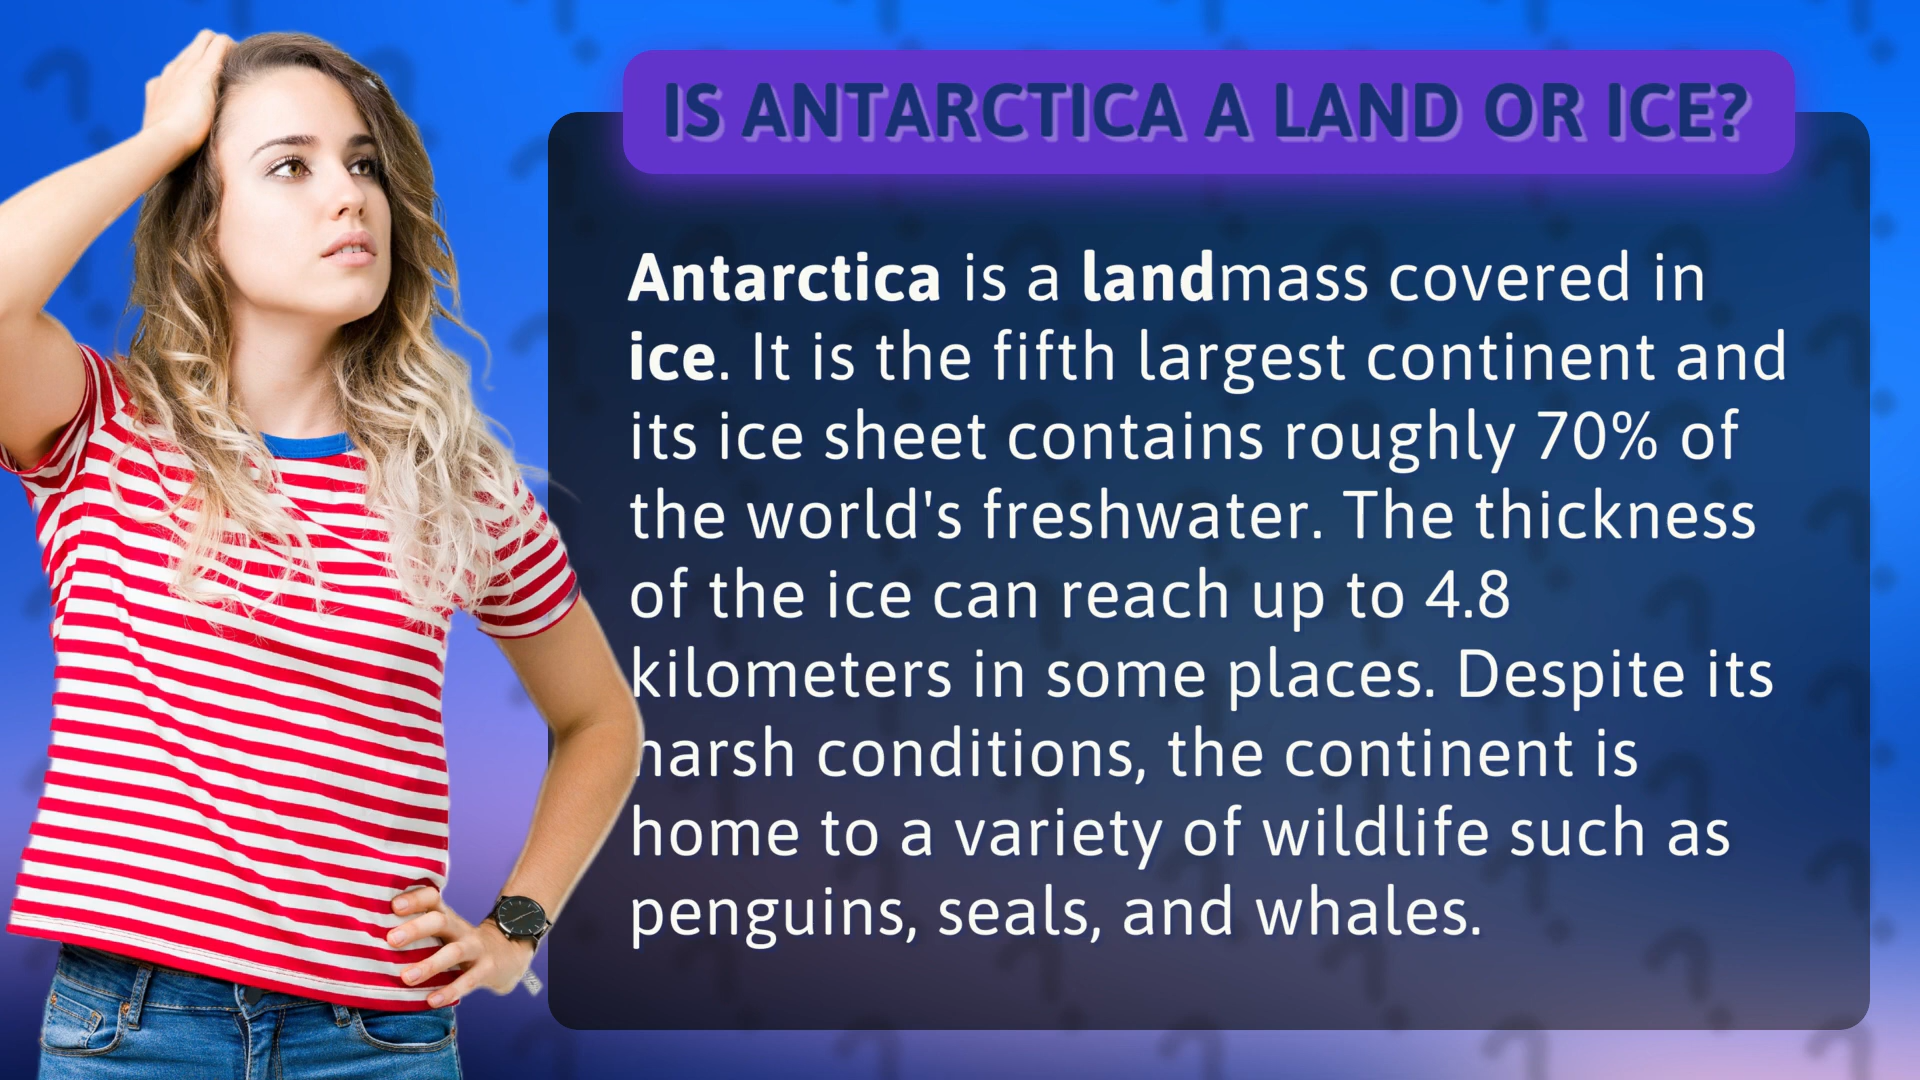 IS ANTARCTICA A LAND OR ICE?
Antarctica is a landmass covered in
ice. It is the fifth largest continent and
its ice sheet contains roughly 70% of
the world's freshwater. The thickness
of the ice can reach up to 4.8
kilometers in some places. Despite its
harsh conditions, the continent is
home to a variety of wildlife such as
penguins, seals, and whales.